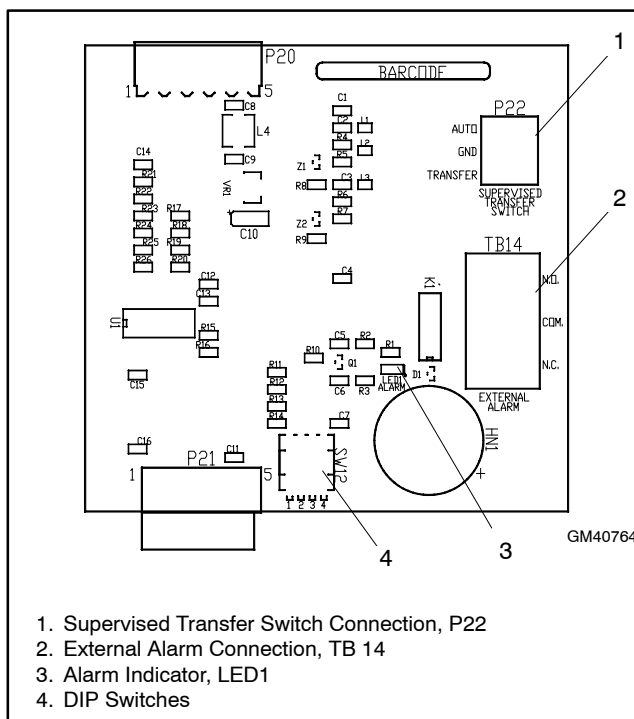 P20
1 5
BARCODE
1
P22
AUTO
GND
TRANSFER
SUPERVISED
TRANSFER
SWITCH
2
TB14
N.O.
COM.
N.C.
EXTERNAL
ALARM
C8
L4
C9
VR1
C10
C1
C2
L1
R4
L2
Z1
R5
R8
C3
L3
R6
Z2
R7
R9
C14
R21
R22
R23
R17
R24
R18
R25
R19
R26
R20
C12
C13
U1
R15
R16
C15
C4
K1
C5
R2
R1
R10
Q1
LED1
ALARM
D1
C6
R3
R11
R12
R13
R14
C7
HN1
+
SW12
1 2 3 4
C16
C11
P21
1 5
4
3
GM40764
1. Supervised Transfer Switch Connection, P22
2. External Alarm Connection, TB 14
3. Alarm Indicator, LED1
4. DIP Switches